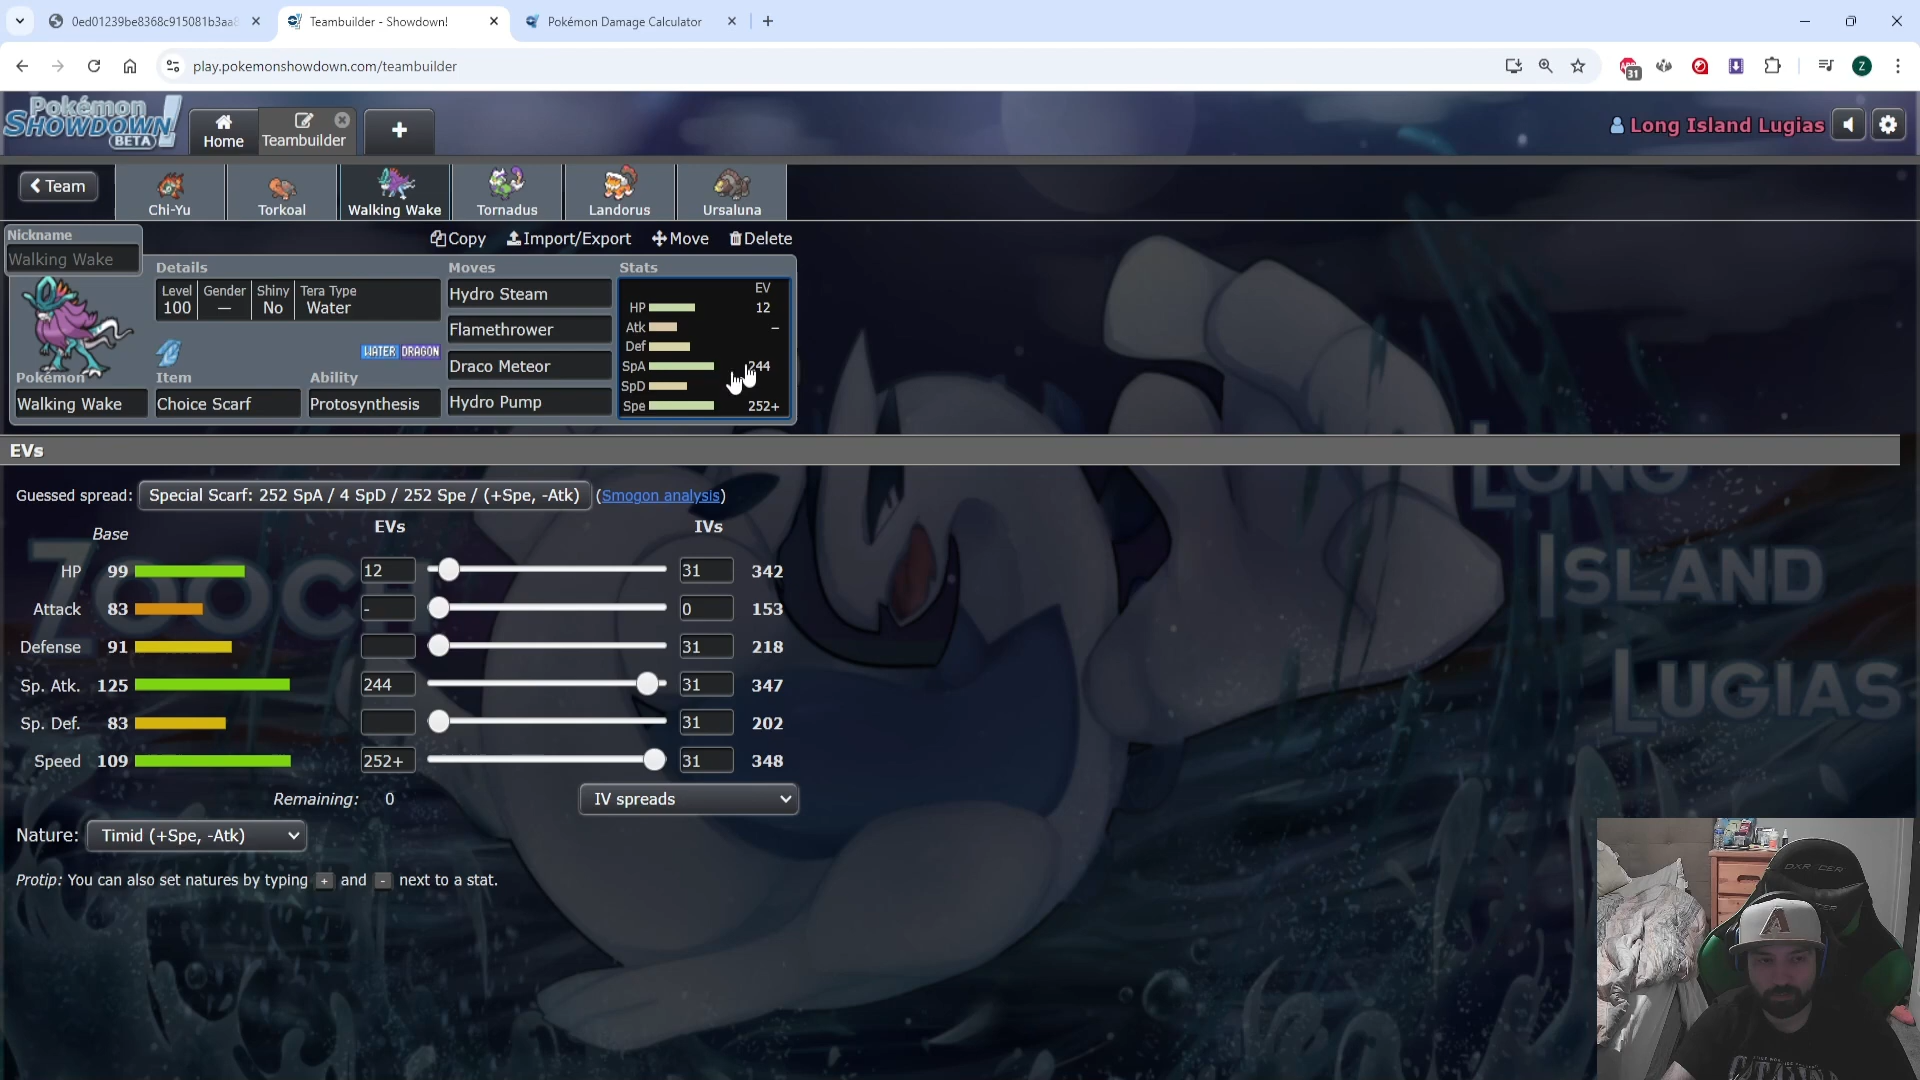 0ed01239be8368c915081b3aa8
Teambuilder - Showdown!
Pokémon Damage Calculator
play.pokemonshowdown.com/teambuilder
31
Z
Pokémon
SHOWDOWN!
BETA
Home
Teambuilder
Long Island Lugias
Team
Chi-Yu
Torkoal
Walking Wake
Tornadus
Landorus
Ursaluna
Nickname
Walking Wake
Copy
Import/Export
Move
Delete
Details
Moves
Stats
Level
Gender
Shiny
Tera Type
100
—
No
Water
WATER DRAGON
Pokémon
Item
Ability
Walking Wake
Choice Scarf
Protosynthesis
Hydro Steam
Flamethrower
Draco Meteor
Hydro Pump
EV
HP 12
Atk –
Def
SpA 244
SpD
Spe 252+
EVs
Guessed spread: Special Scarf: 252 SpA / 4 SpD / 252 Spe / (+Spe, -Atk) (Smogon analysis)
Base EVs IVs
HP 99 12 31 342
Attack 83 - 0 153
Defense 91 31 218
Sp. Atk. 125 244 31 347
Sp. Def. 83 31 202
Speed 109 252+ 31 348
Remaining: 0
IV spreads
Nature: Timid (+Spe, -Atk)
Protip: You can also set natures by typing + and - next to a stat.
LONG
ISLAND
LUGIAS
DXRACER
A